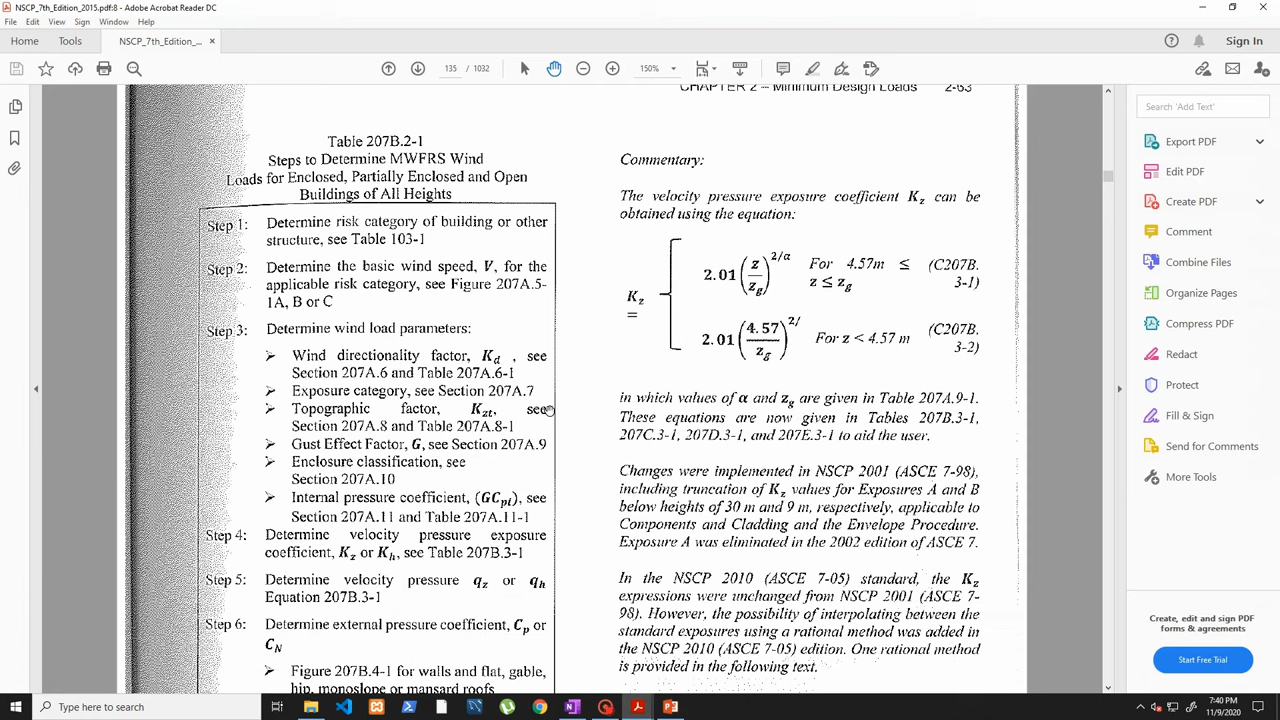 NSCP_7th_Edition_2015.pdf:8 - Adobe Acrobat Reader DC
File Edit View Sign Window Help
Home Tools NSCP_7th_Edition_... × Sign In
135 / 1032 150%
CHAPTER 2 – Minimum Design Loads 2-63
Table 207B.2-1
Steps to Determine MWFRS Wind
Loads for Enclosed, Partially Enclosed and Open
Buildings of All Heights
Step 1: Determine risk category of building or other
structure, see Table 103-1
Step 2: Determine the basic wind speed, V, for the
applicable risk category, see Figure 207A.5-
1A, B or C
Step 3: Determine wind load parameters:
➢ Wind directionality factor, Kd , see
Section 207A.6 and Table 207A.6-1
➢ Exposure category, see Section 207A.7
➢ Topographic factor, Kzt, see
Section 207A.8 and Table 207A.8-1
➢ Gust Effect Factor, G, see Section 207A.9
➢ Enclosure classification, see
Section 207A.10
➢ Internal pressure coefficient, (GCpi), see
Section 207A.11 and Table 207A.11-1
Step 4: Determine velocity pressure exposure
coefficient, Kz or Kh, see Table 207B.3-1
Step 5: Determine velocity pressure qz or qh
Equation 207B.3-1
Step 6: Determine external pressure coefficient, Cp or
CN
➢ Figure 207B.4-1 for walls and flat, gable,
hip, monoslope or mansard roofs
Commentary:
The velocity pressure exposure coefficient Kz can be
obtained using the equation:
Kz =
2.01 (z/zg)^2/α For 4.57m ≤ z ≤ zg (C207B.3-1)
2.01 (4.57/zg)^2/ For z < 4.57 m (C207B.3-2)
in which values of α and zg are given in Table 207A.9-1.
These equations are now given in Tables 207B.3-1,
207C.3-1, 207D.3-1, and 207E.3-1 to aid the user.
Changes were implemented in NSCP 2001 (ASCE 7-98),
including truncation of Kz values for Exposures A and B
below heights of 30 m and 9 m, respectively, applicable to
Components and Cladding and the Envelope Procedure.
Exposure A was eliminated in the 2002 edition of ASCE 7.
In the NSCP 2010 (ASCE 7-05) standard, the Kz
expressions were unchanged from NSCP 2001 (ASCE 7-
98). However, the possibility of interpolating between the
standard exposures using a rational method was added in
the NSCP 2010 (ASCE 7-05) edition. One rational method
is provided in the following text.
Search 'Add Text'
Export PDF
Edit PDF
Create PDF
Comment
Combine Files
Organize Pages
Compress PDF
Redact
Protect
Fill & Sign
Send for Comments
More Tools
Create, edit and sign PDF
forms & agreements
Start Free Trial
Type here to search
7:40 PM
11/9/2020